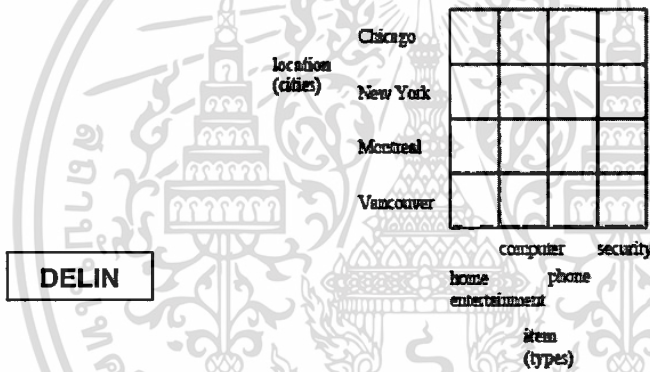 Chicago
location
(cities)
New York
Montreal
Vancouver
computer security
DELIN
home phone
entertainment
item
(types)